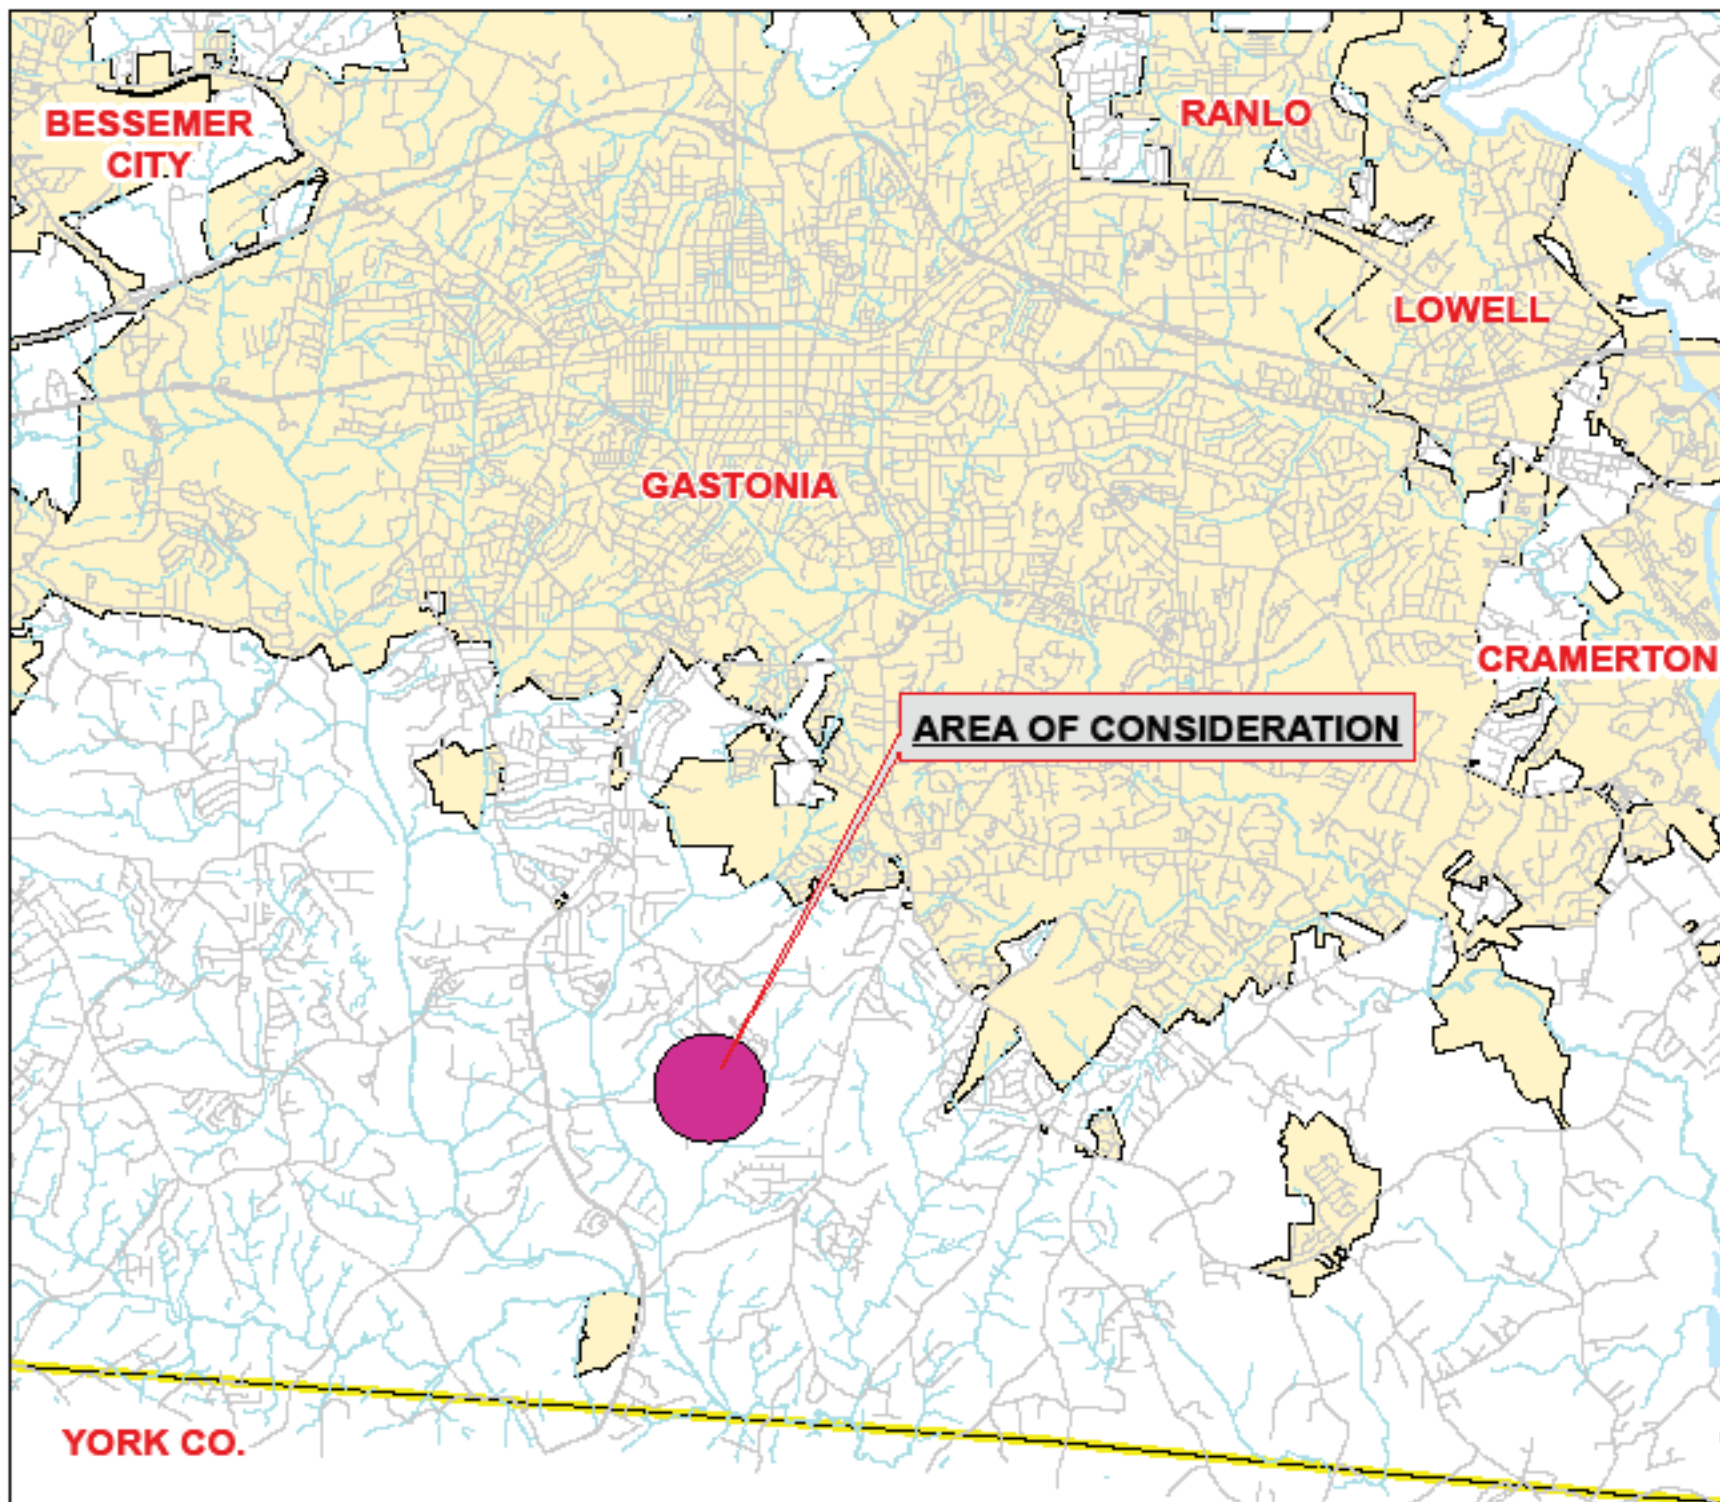 BESSEMER
CITY
RANLO
LOWELL
GASTONIA
CRAMERTON
AREA OF CONSIDERATION
YORK CO.